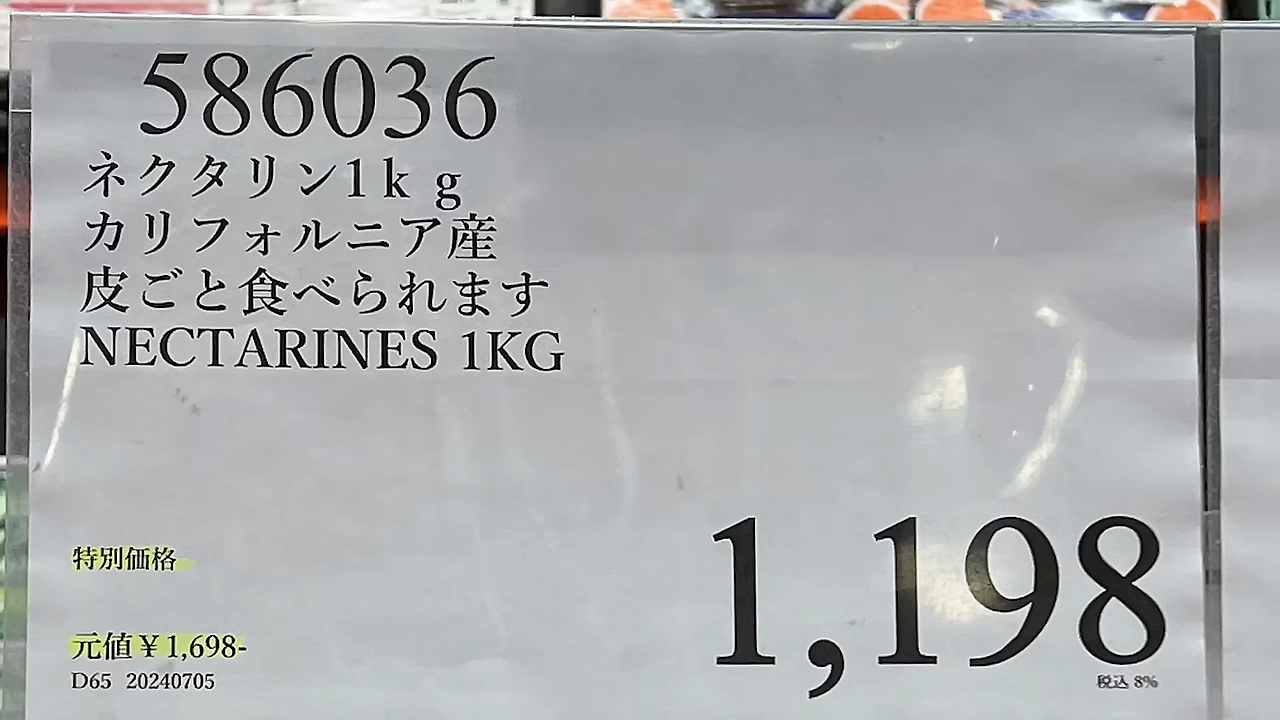 586036
ネクタリン1ｋｇ
カリフォルニア産
皮ごと食べられます
NECTARINES 1KG
特別価格
元値￥1,698-
D65 20240705
1,198
税込 8%